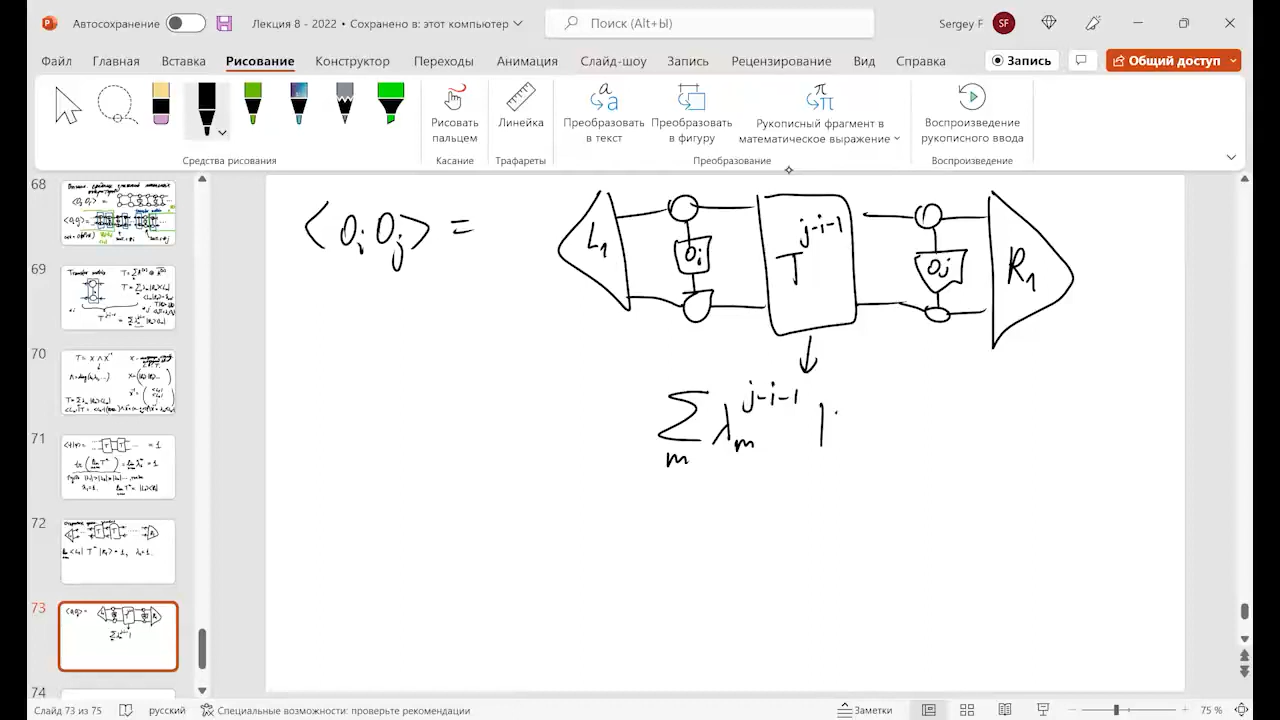 Автосохранение
Лекция 8 - 2022 • Сохранено в: этот компьютер
Поиск (Alt+Ы)
Sergey F
SF
Файл Главная Вставка Рисование Конструктор Переходы Анимация Слайд-шоу Запись Рецензирование Вид Справка
Запись
Общий доступ
Рисовать пальцем
Линейка
Преобразовать в текст
Преобразовать в фигуру
Рукописный фрагмент в математическое выражение
Воспроизведение рукописного ввода
Средства рисования
Касание
Трафареты
Преобразование
Воспроизведение
68
69
70
71
72
73
74
<O_i O_j> =
L_1
O_i
T^{j-i-1}
O_j
R_1
↓
∑_m λ_m^{j-i-1} |
Слайд 73 из 75
русский
Специальные возможности: проверьте рекомендации
Заметки
75 %